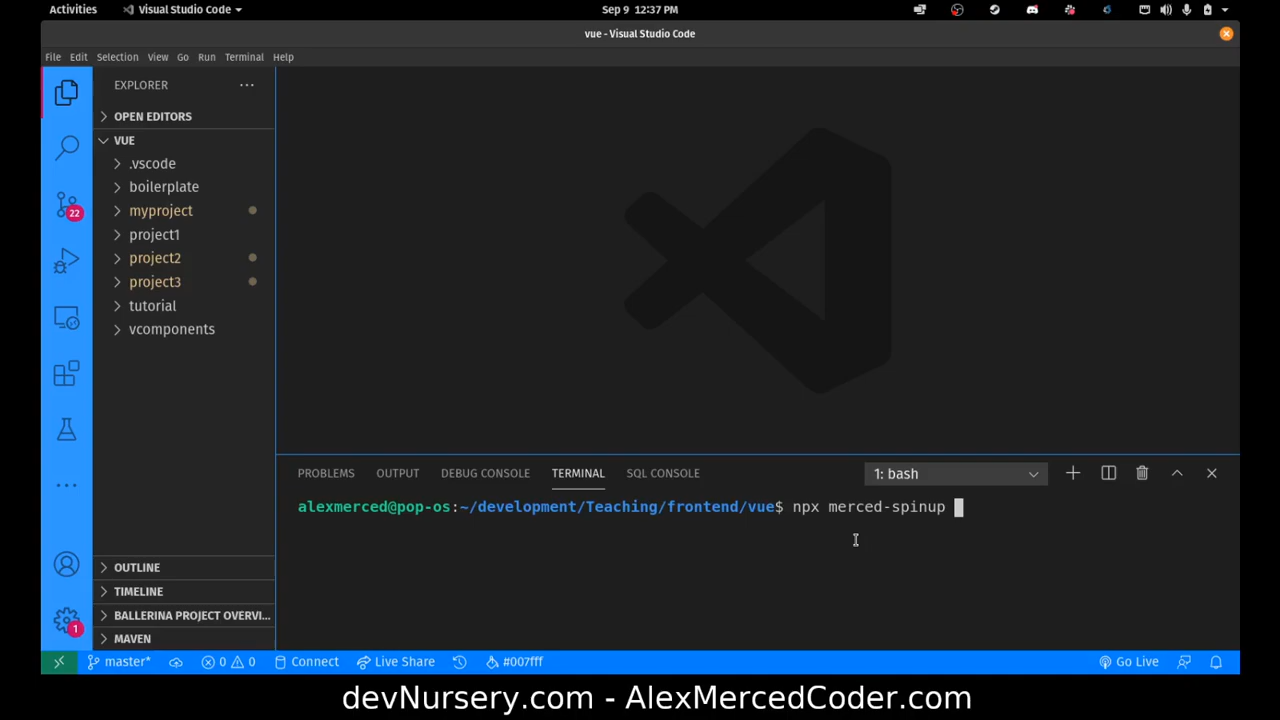 Activities
Visual Studio Code
Sep 9 12:37 PM
vue - Visual Studio Code
File Edit Selection View Go Run Terminal Help
EXPLORER
OPEN EDITORS
VUE
.vscode
boilerplate
myproject
project1
project2
project3
tutorial
vcomponents
22
OUTLINE
TIMELINE
BALLERINA PROJECT OVERVI...
MAVEN
1
PROBLEMS OUTPUT DEBUG CONSOLE TERMINAL SQL CONSOLE
1: bash
alexmerced@pop-os:~/development/Teaching/frontend/vue$ npx merced-spinup
master* 0 0 Connect Live Share #007fff Go Live
devNursery.com - AlexMercedCoder.com